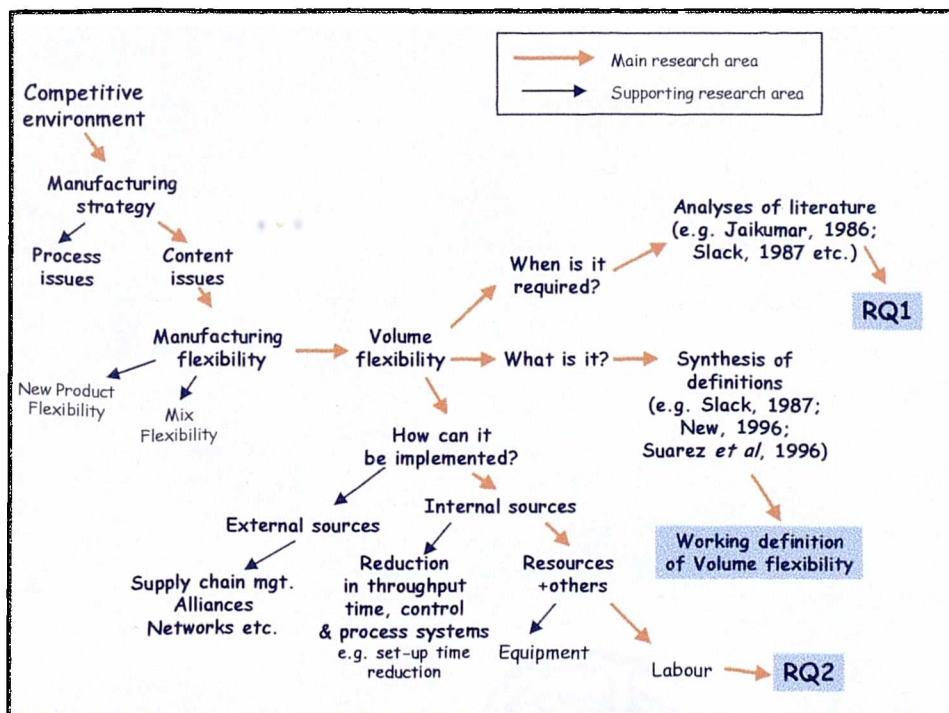 Main research area
Supporting research area
Competitive
environment
Manufacturing
strategy
Process
issues
Content
issues
Manufacturing
flexibility
New Product
Flexibility
Mix
Flexibility
Volume
flexibility
When is it
required?
Analyses of literature
(e.g. Jaikumar, 1986;
Slack, 1987 etc.)
RQ1
What is it?
Synthesis of
definitions
(e.g. Slack, 1987;
New, 1996;
Suarez et al, 1996)
Working definition
of Volume flexibility
How can it
be implemented?
External sources
Supply chain mgt.
Alliances
Networks etc.
Internal sources
Reduction
in throughput
time, control
& process systems
e.g. set-up time
reduction
Resources
+others
Equipment
Labour
RQ2